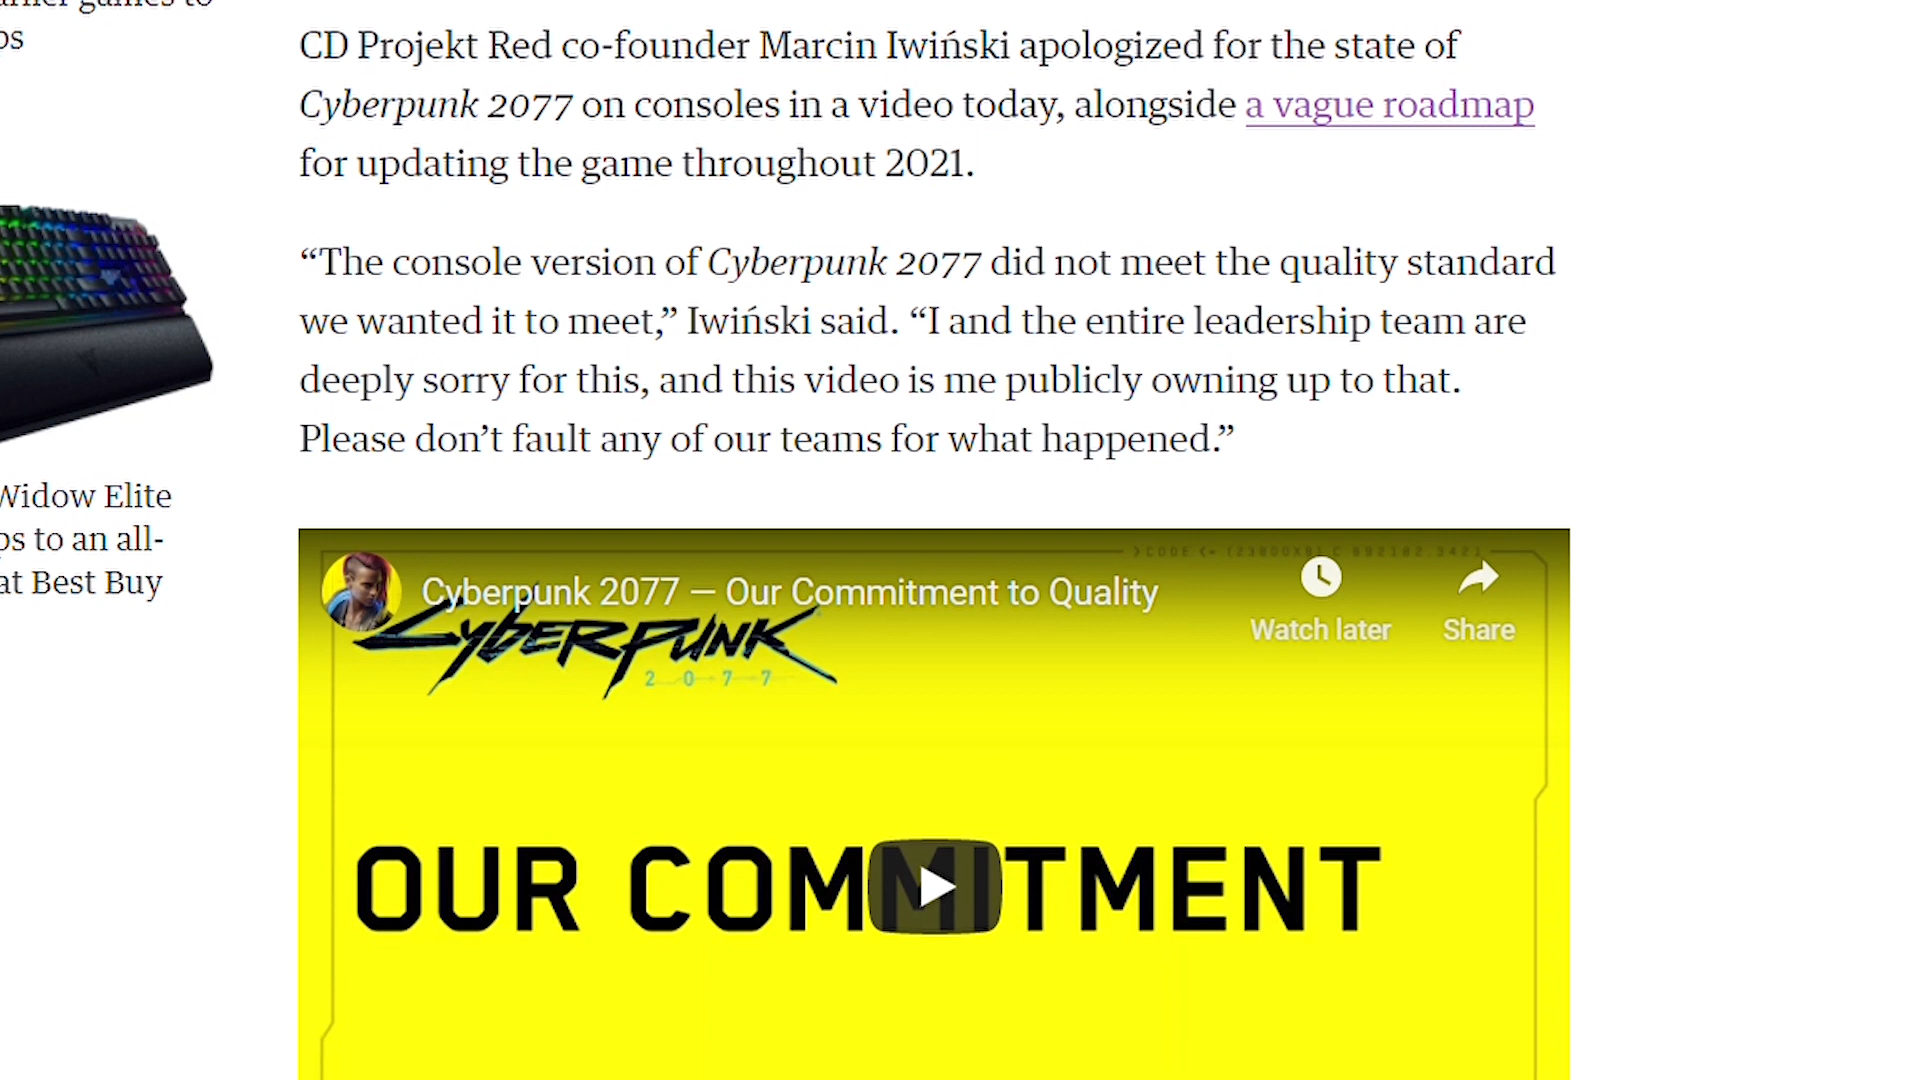 games to
CD Projekt Red co-founder Marcin Iwiński apologized for the state of
Cyberpunk 2077 on consoles in a video today, alongside a vague roadmap
for updating the game throughout 2021.
“The console version of Cyberpunk 2077 did not meet the quality standard
we wanted it to meet,” Iwiński said. “I and the entire leadership team are
deeply sorry for this, and this video is me publicly owning up to that.
Please don’t fault any of our teams for what happened.”
Widow Elite
ps to an all-
at Best Buy
Cyberpunk 2077 – Our Commitment to Quality
Watch later
Share
CYBERPUNK
2077
OUR COMMITMENT